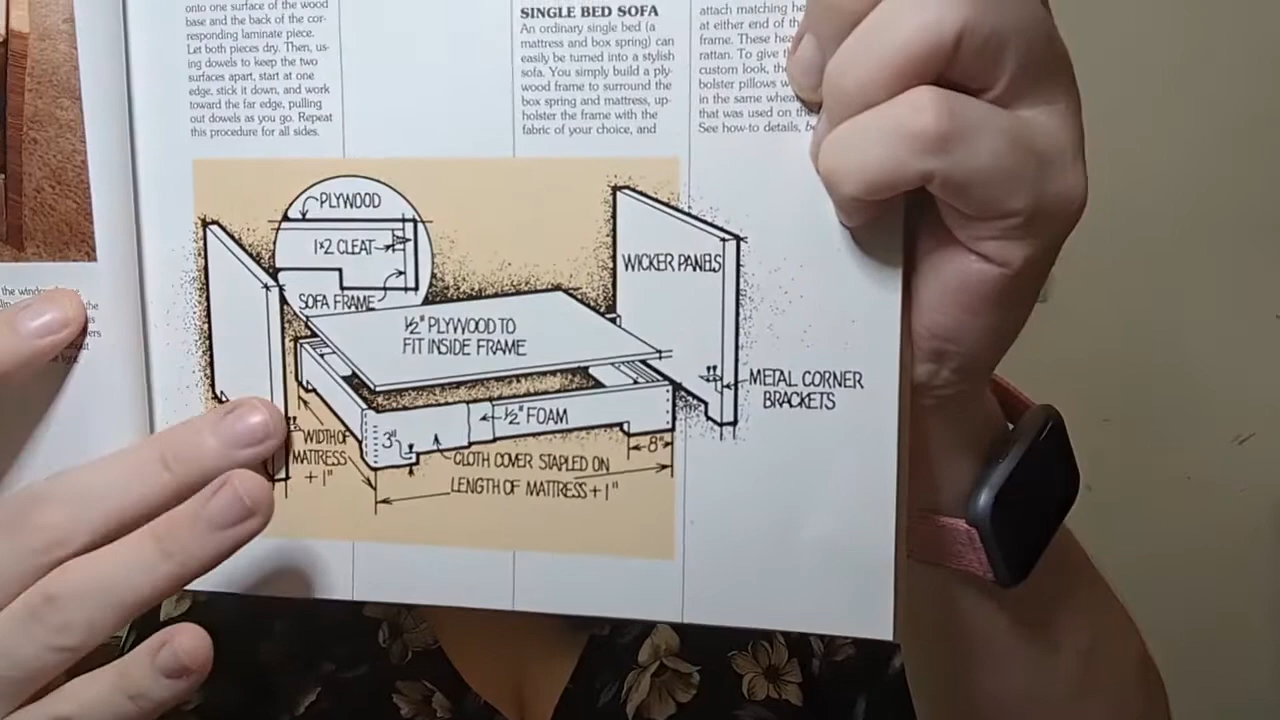 onto one surface of the wood
base and the back of the cor-
responding laminate piece.
Let both pieces dry. Then, us-
ing dowels to keep the two
surfaces apart, start at one
edge, stick it down, and work
toward the far edge, pulling
out dowels as you go. Repeat
this procedure for all sides.
SINGLE BED SOFA
An ordinary single bed (a
mattress and box spring) can
easily be turned into a stylish
sofa. You simply build a ply-
wood frame to surround the
box spring and mattress, up-
holster the frame with the
fabric of your choice, and
attach matching
at either end of
frame. These
rattan. To give
custom look,
bolster pillows
in the same
that was used on
See how-to details,
PLYWOOD
1x2 CLEAT
SOFA FRAME
WICKER PANELS
1/2" PLYWOOD TO
FIT INSIDE FRAME
METAL CORNER
BRACKETS
1/2" FOAM
3"
8"
WIDTH OF
MATTRESS
+1"
CLOTH COVER STAPLED ON
LENGTH OF MATTRESS +1"
the